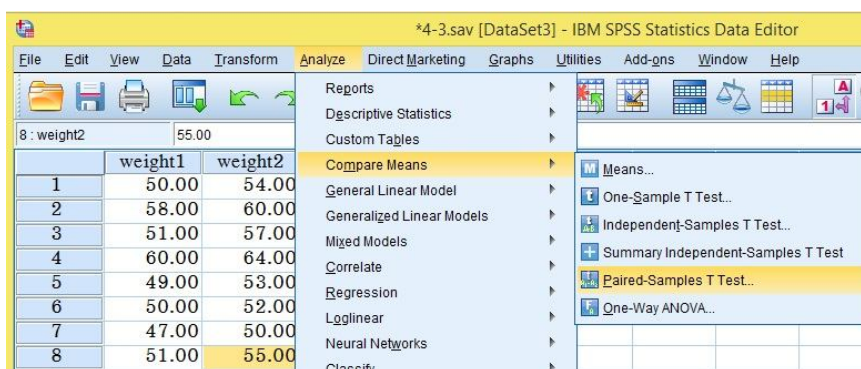 *4-3.sav [DataSet3] - IBM SPSS Statistics Data Editor
File Edit View Data Transform Analyze Direct Marketing Graphs Utilities Add-ons Window Help
8 : weight2 55.00
weight1 weight2
1 50.00 54.00
2 58.00 60.00
3 51.00 57.00
4 60.00 64.00
5 49.00 53.00
6 50.00 52.00
7 47.00 50.00
8 51.00 55.00
Reports
Descriptive Statistics
Custom Tables
Compare Means
General Linear Model
Generalized Linear Models
Mixed Models
Correlate
Regression
Loglinear
Neural Networks
Classify
Means...
One-Sample T Test...
Independent-Samples T Test...
Summary Independent-Samples T Test
Paired-Samples T Test...
One-Way ANOVA...